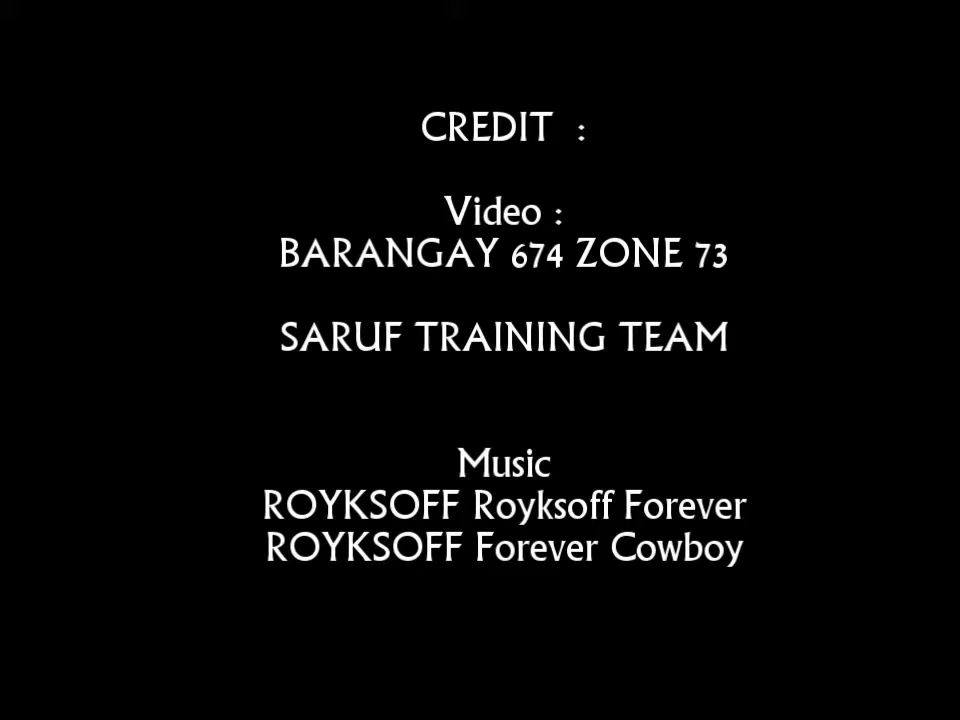 CREDIT :
Video :
BARANGAY 674 ZONE 73
SARUF TRAINING TEAM
Music
ROYKSOFF Royksoff Forever
ROYKSOFF Forever Cowboy